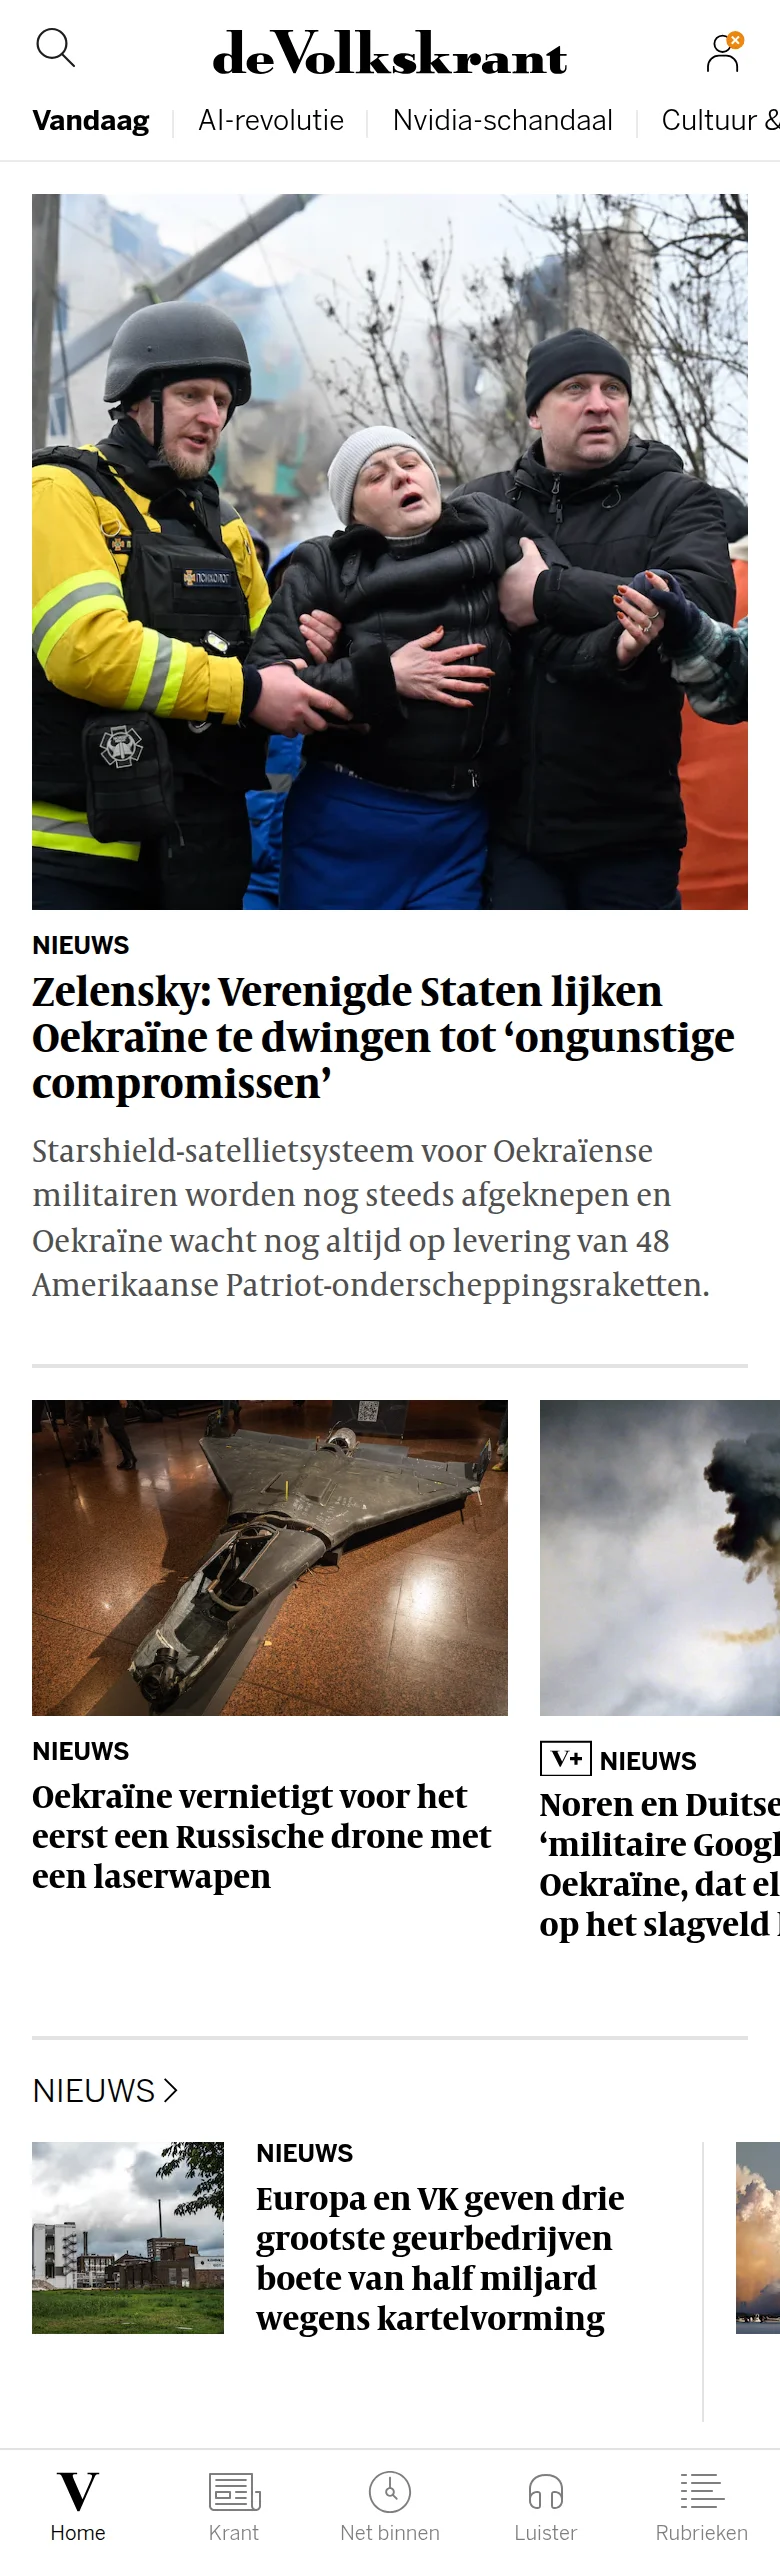 deVolkskrant
Vandaag
AI-revolutie
Nvidia-schandaal
Cultuur &
ПСИХОЛОГ
NIEUWS
Zelensky: Verenigde Staten lijken
Oekraïne te dwingen tot ‘ongunstige
compromissen’
Starshield-satellietsysteem voor Oekraïense
militairen worden nog steeds afgeknepen en
Oekraïne wacht nog altijd op levering van 48
Amerikaanse Patriot-onderscheppingsraketten.
NIEUWS
Oekraïne vernietigt voor het
eerst een Russische drone met
een laserwapen
V+ NIEUWS
Noren en Duitse
‘militaire Googl
Oekraïne, dat el
op het slagveld
NIEUWS
NIEUWS
Europa en VK geven drie
grootste geurbedrijven
boete van half miljard
wegens kartelvorming
V
Home
Krant
Net binnen
Luister
Rubrieken